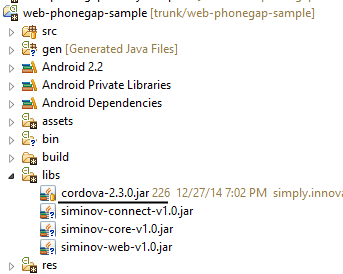 web-phonegap-sample [trunk/web-phonegap-sample]
src
gen [Generated Java Files]
Android 2.2
Android Private Libraries
Android Dependencies
assets
bin
build
libs
cordova-2.3.0.jar 226 12/27/14 7:02 PM simply.innova
siminov-connect-v1.0.jar
siminov-core-v1.0.jar
siminov-web-v1.0.jar
res